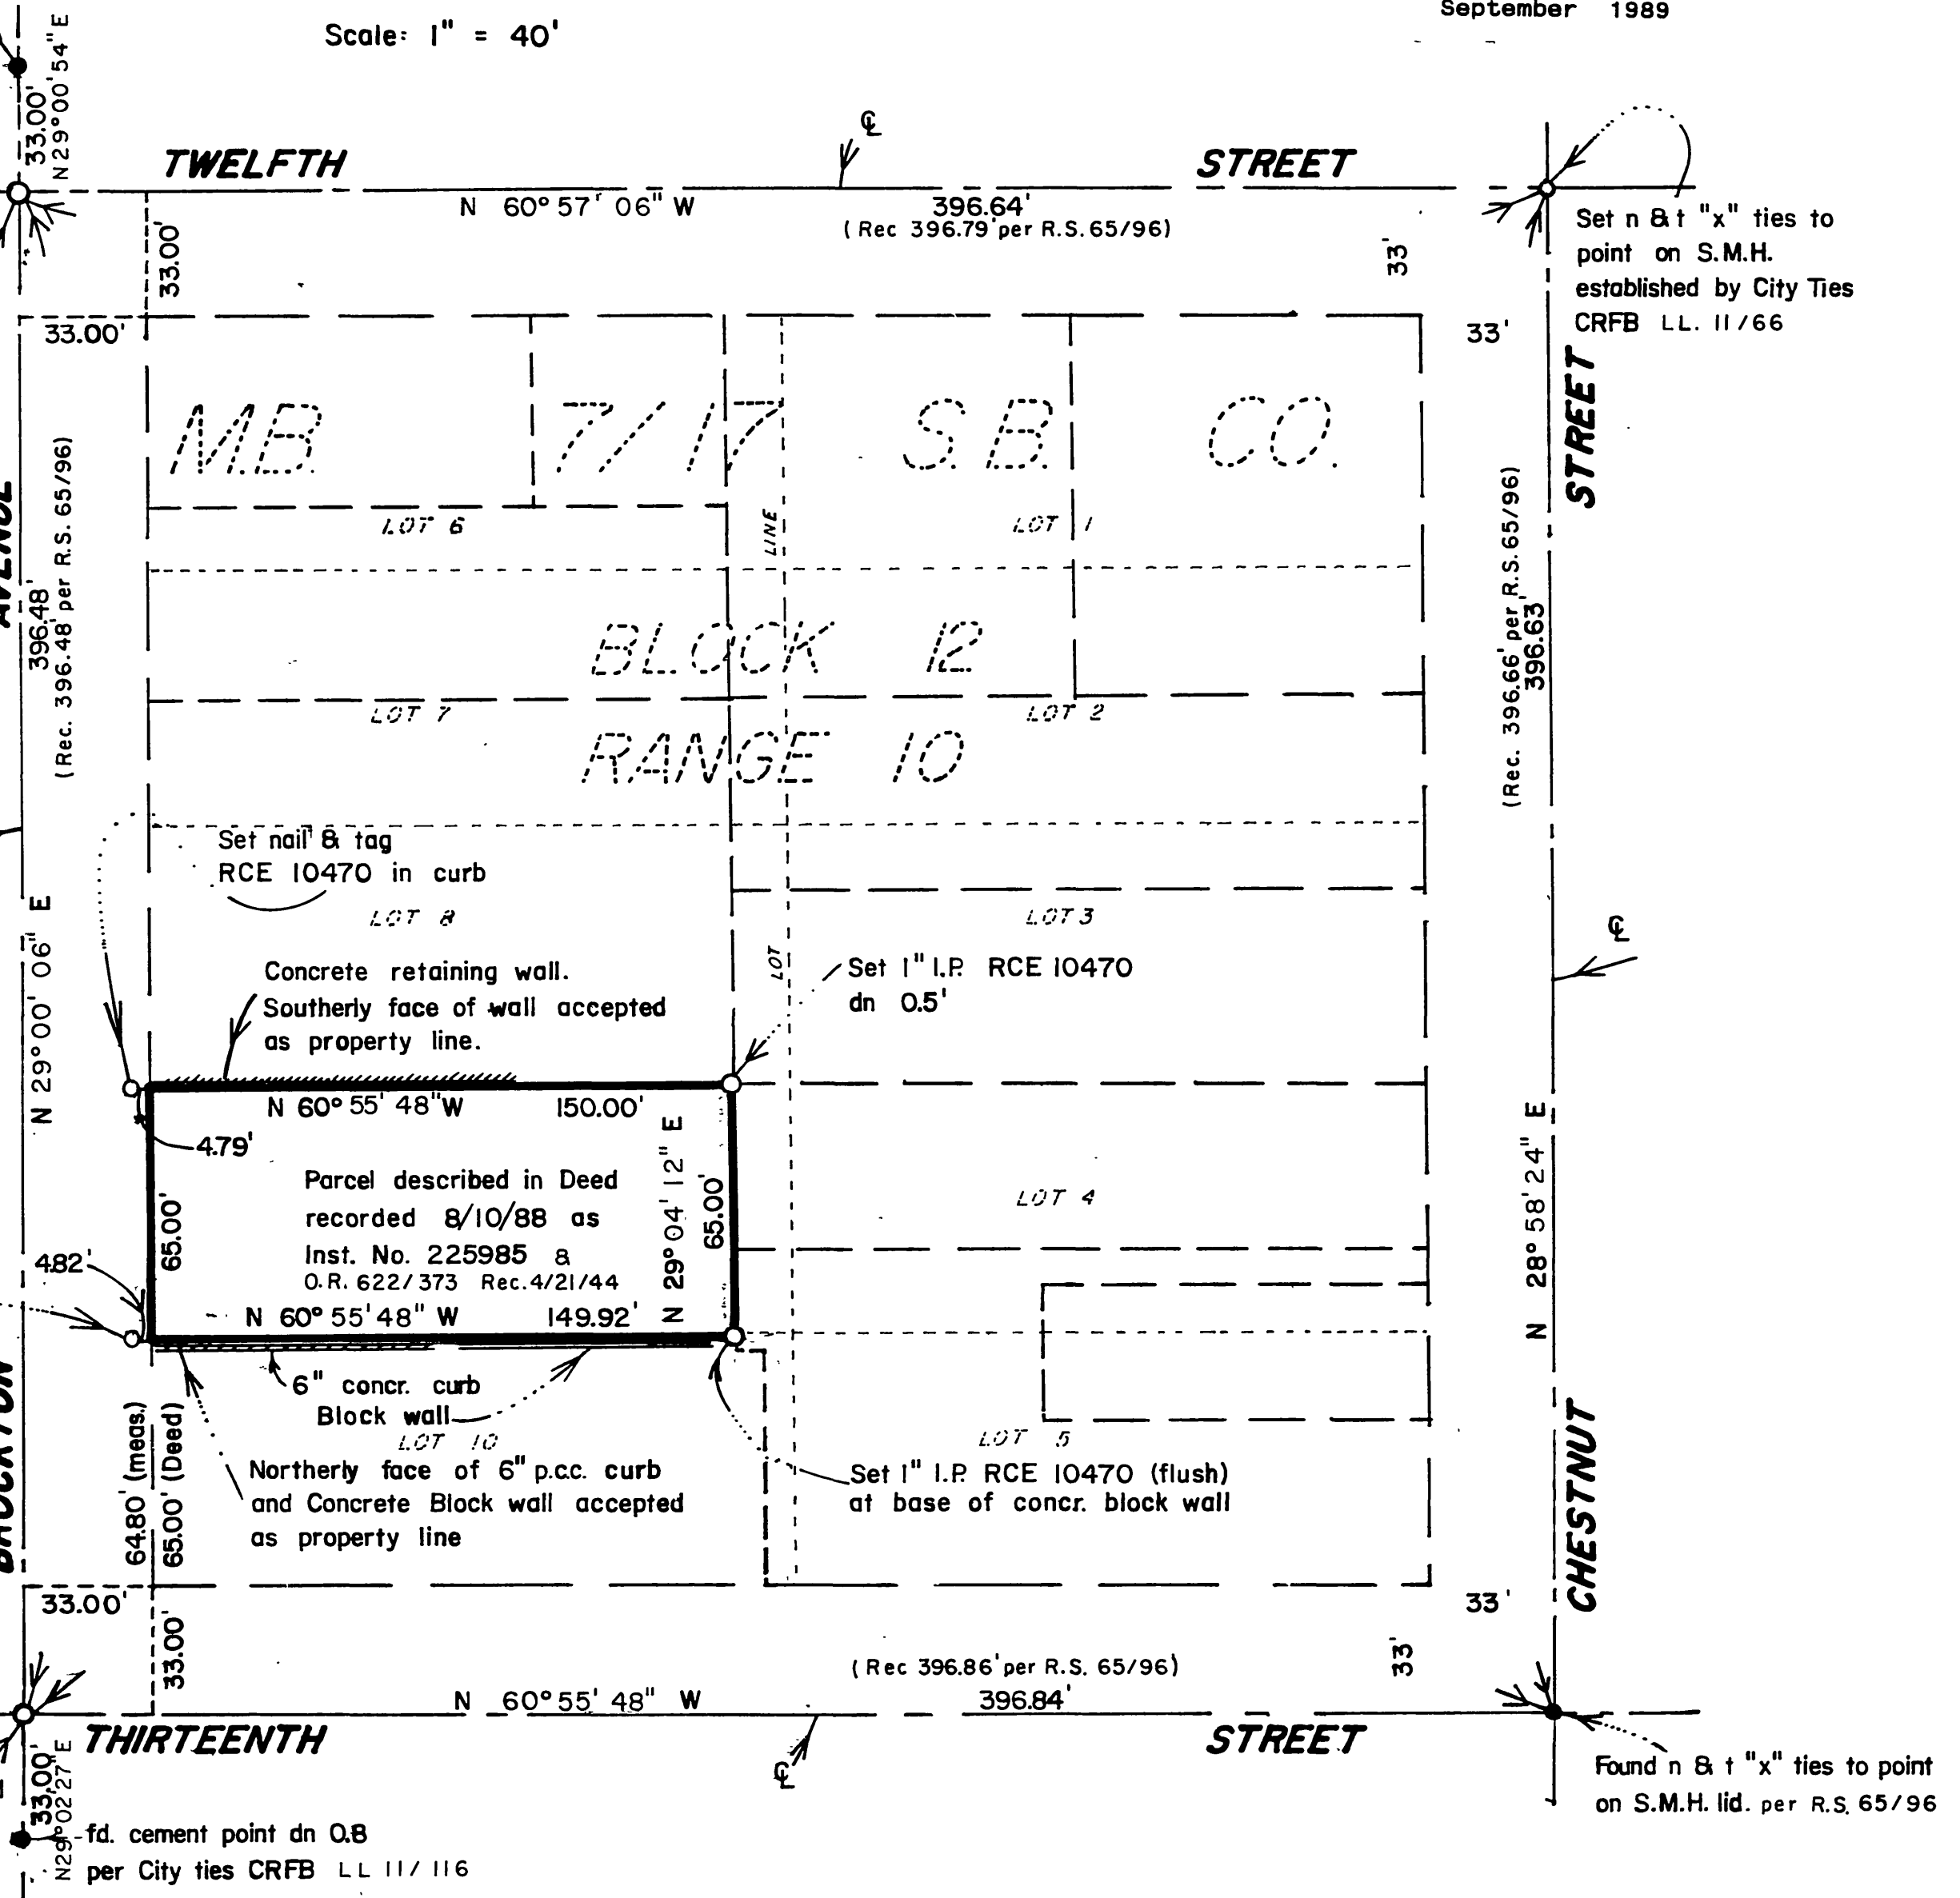 September 1989
Scale: 1" = 40'
33.00'
N29°00'54"E
℄
TWELFTH STREET
N 60°57'06" W 396.64'
(Rec 396.79' per R.S. 65/96)
33.00'
33'
Set n & t "x" ties to
point on S.M.H.
established by City Ties
CRFB LL. 11/66
33.00'
33'
M.B. 7/17 S.B. CO.
LOT 6
LOT 1
LOT LINE
BLOCK 12
RANGE 10
LOT 7
LOT 2
AVENUE
396.48'
(Rec. 396.48' per R.S. 65/96)
N 29°00'06" E
STREET
(Rec. 396.66' per R.S. 65/96)
396.63'
Set nail & tag
RCE 10470 in curb
LOT 8
LOT 3
℄
Concrete retaining wall.
Southerly face of wall accepted
as property line.
Set 1" I.P. RCE 10470
dn 0.5'
N 60°55'48"W 150.00'
4.79'
Parcel described in Deed
recorded 8/10/88 as
Inst. No. 225985 &
O.R. 622/373 Rec. 4/21/44
65.00'
N 29°04'12" E
65.00'
LOT 4
N 28°58'24" E
4.82'
N 60°55'48" W 149.92'
6" concr. curb
Block wall
LOT 10
LOT 5
Northerly face of 6" p.c.c. curb
and Concrete Block wall accepted
as property line
Set 1" I.P. RCE 10470 (flush)
at base of concr. block wall
BROCKTON
64.80' (meas.)
65.00' (Deed)
CHESTNUT
33.00'
33'
33.00'
33'
(Rec 396.86' per R.S. 65/96)
N 60°55'48" W 396.84'
THIRTEENTH STREET
℄
33.00'
N29°02'27"E
fd. cement point dn 0.8
per City ties CRFB LL 11/116
Found n & t "x" ties to point
on S.M.H. lid. per R.S. 65/96